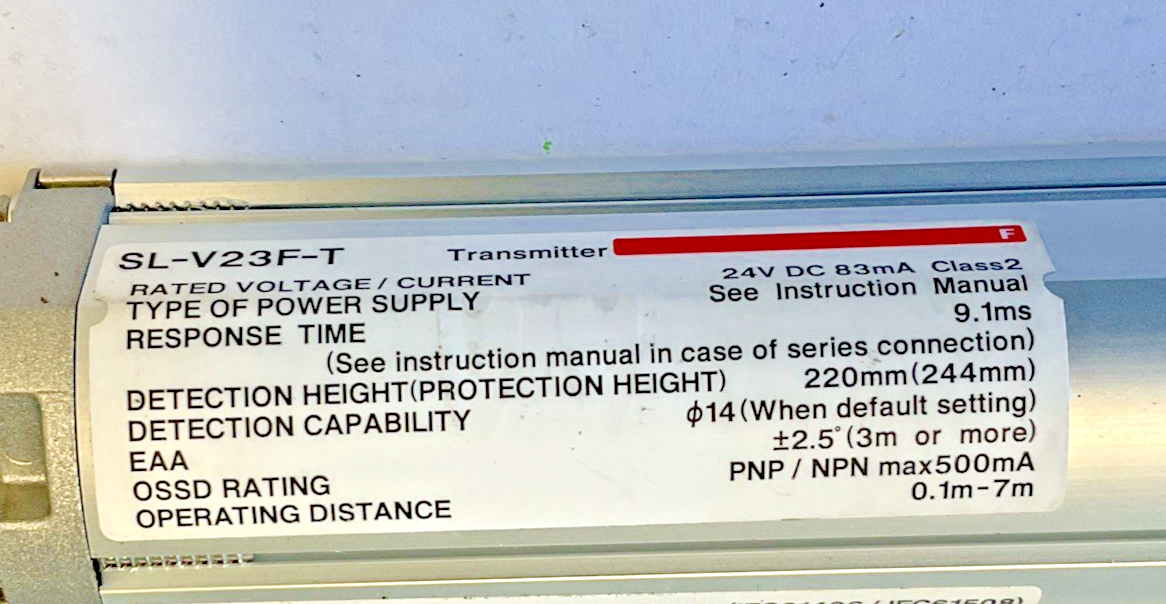 SL-V23F-T Transmitter F
RATED VOLTAGE / CURRENT 24V DC 83mA Class2
TYPE OF POWER SUPPLY See Instruction Manual
RESPONSE TIME 9.1ms
(See instruction manual in case of series connection)
DETECTION HEIGHT(PROTECTION HEIGHT) 220mm(244mm)
DETECTION CAPABILITY ϕ14(When default setting)
EAA ±2.5°(3m or more)
OSSD RATING PNP / NPN max500mA
OPERATING DISTANCE 0.1m-7m